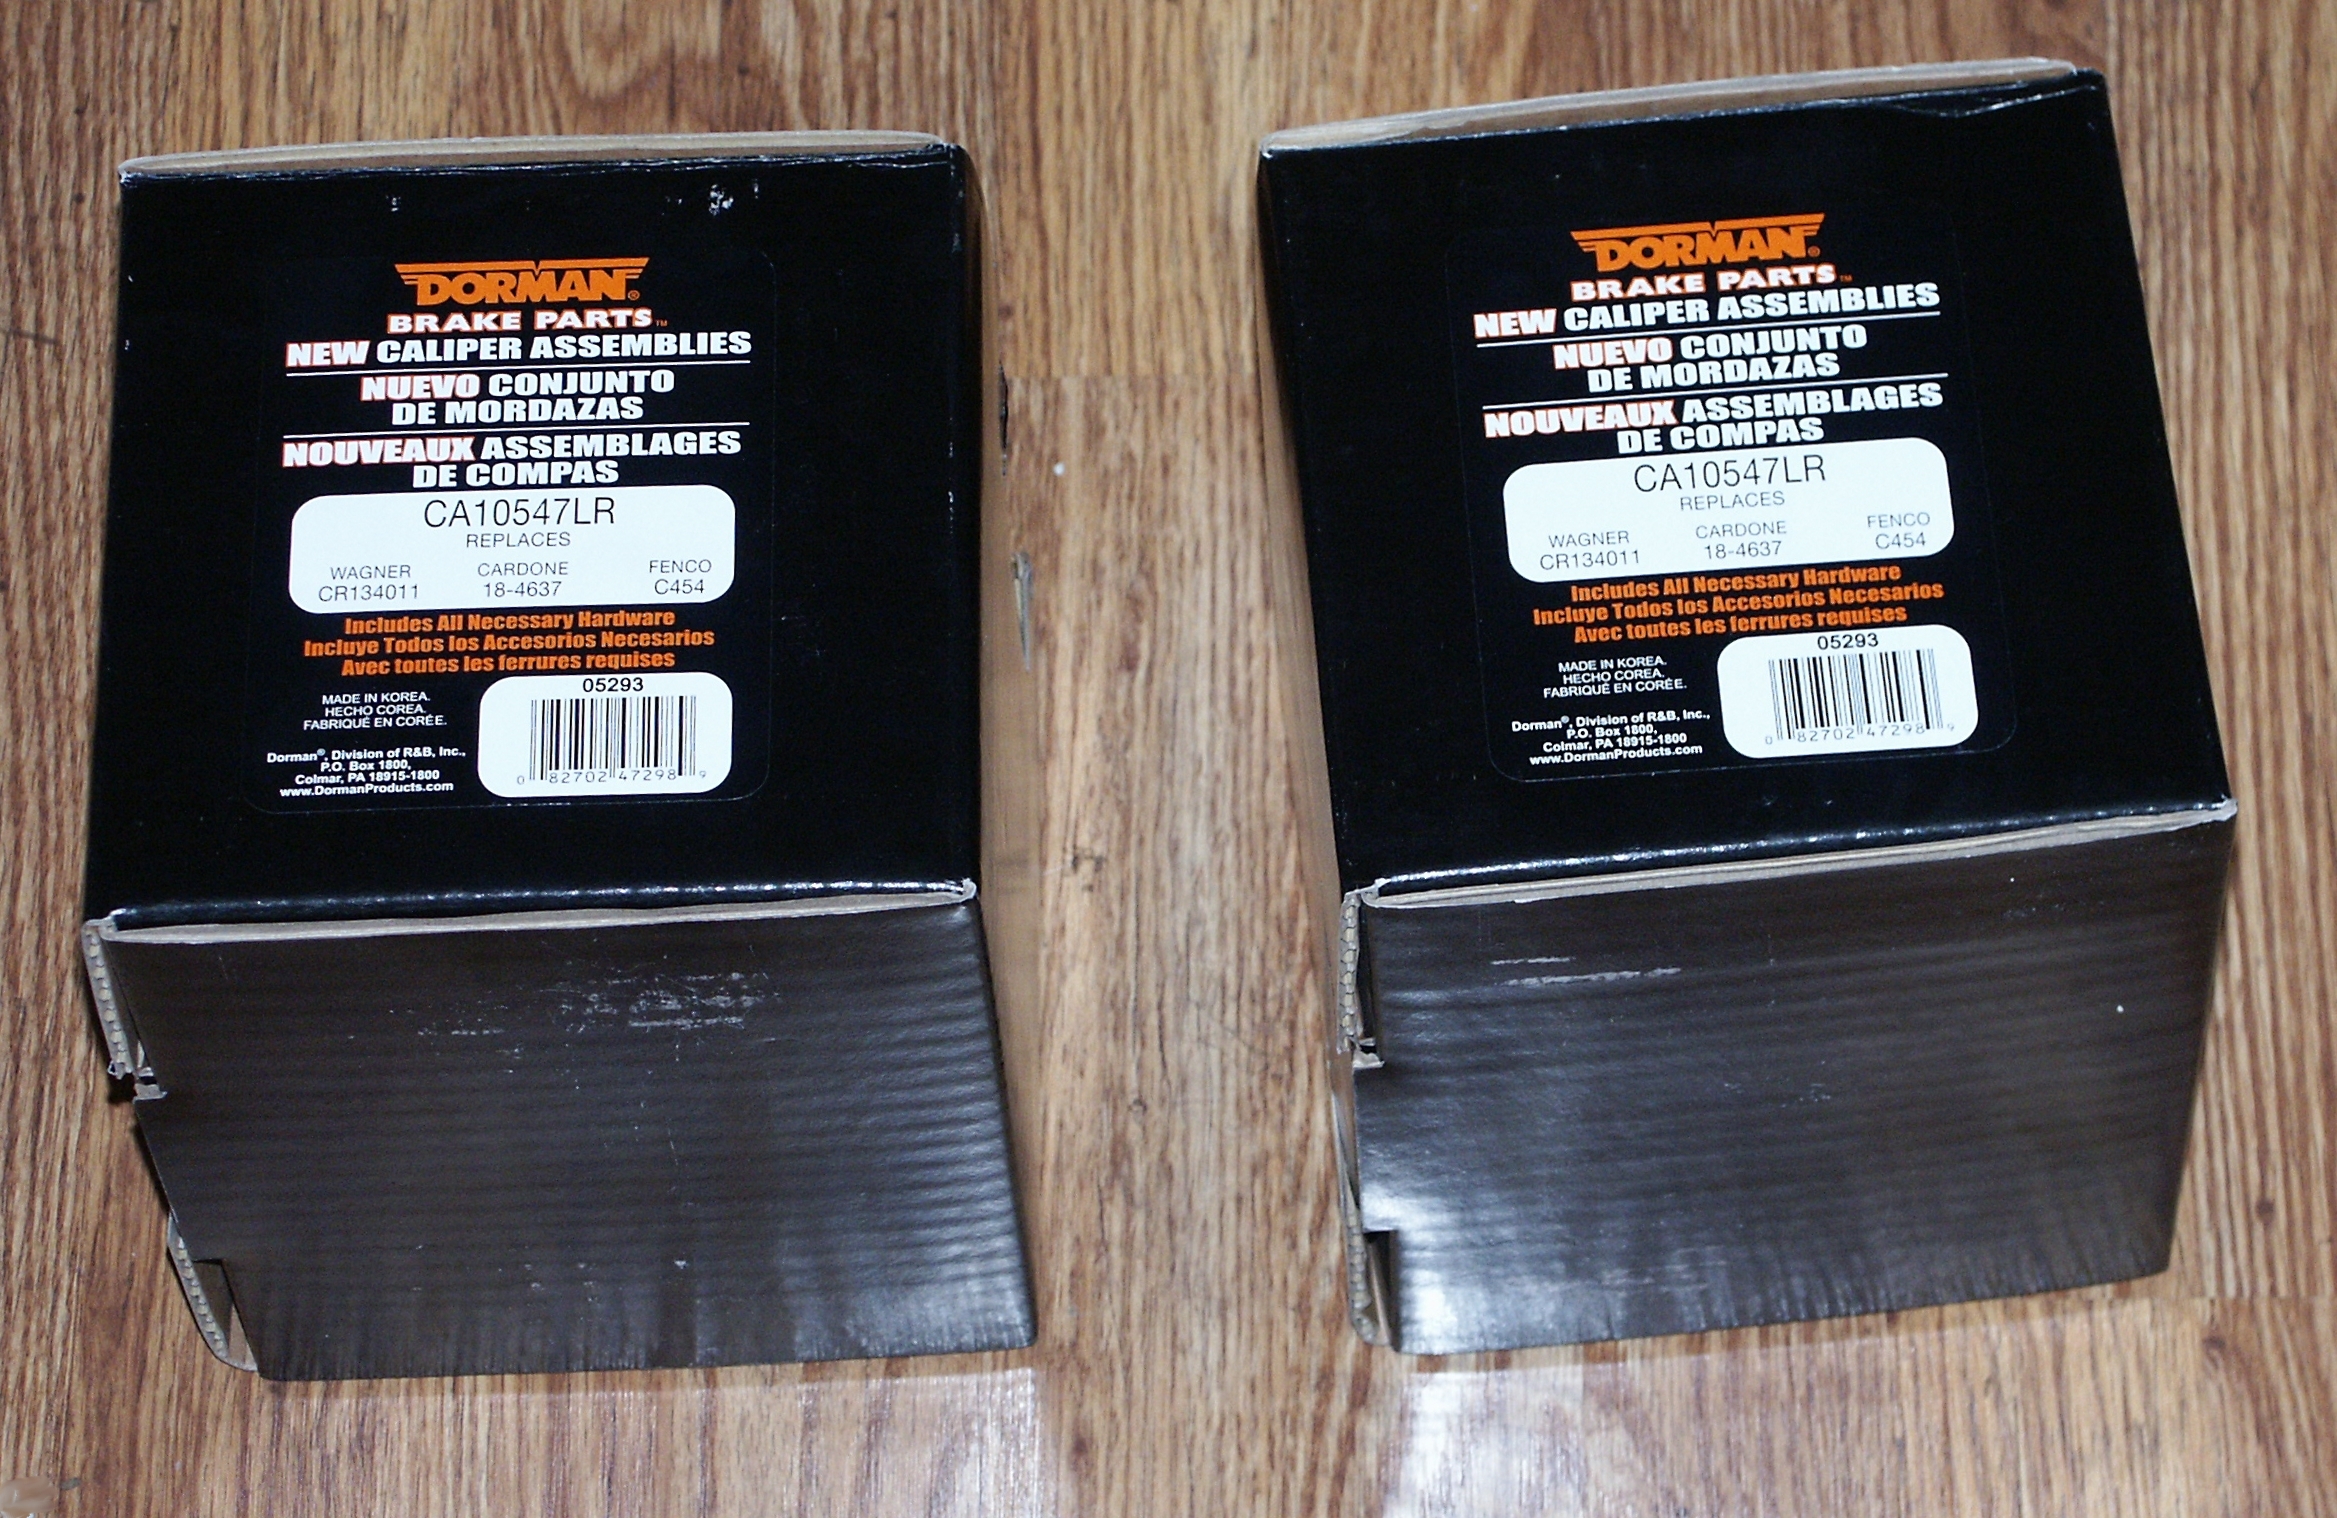 DORMAN®
BRAKE PARTS™
NEW CALIPER ASSEMBLIES
NUEVO CONJUNTO
DE MORDAZAS
NOUVEAUX ASSEMBLAGES
DE COMPAS
CA10547LR
REPLACES
WAGNER CARDONE FENCO
CR134011 18-4637 C454
Includes All Necessary Hardware
Incluye Todos los Accesorios Necesarios
Avec toutes les ferrures requises
MADE IN KOREA.
HECHO COREA.
FABRIQUÉ EN CORÉE.
Dorman®, Division of R&B, Inc.,
P.O. Box 1800,
Colmar, PA 18915-1800
www.DormanProducts.com
05293
0 82702 47298 9
DORMAN®
BRAKE PARTS™
NEW CALIPER ASSEMBLIES
NUEVO CONJUNTO
DE MORDAZAS
NOUVEAUX ASSEMBLAGES
DE COMPAS
CA10547LR
REPLACES
WAGNER CARDONE FENCO
CR134011 18-4637 C454
Includes All Necessary Hardware
Incluye Todos los Accesorios Necesarios
Avec toutes les ferrures requises
MADE IN KOREA.
HECHO COREA.
FABRIQUÉ EN CORÉE.
Dorman®, Division of R&B, Inc.,
P.O. Box 1800,
Colmar, PA 18915-1800
www.DormanProducts.com
05293
0 82702 47298 9